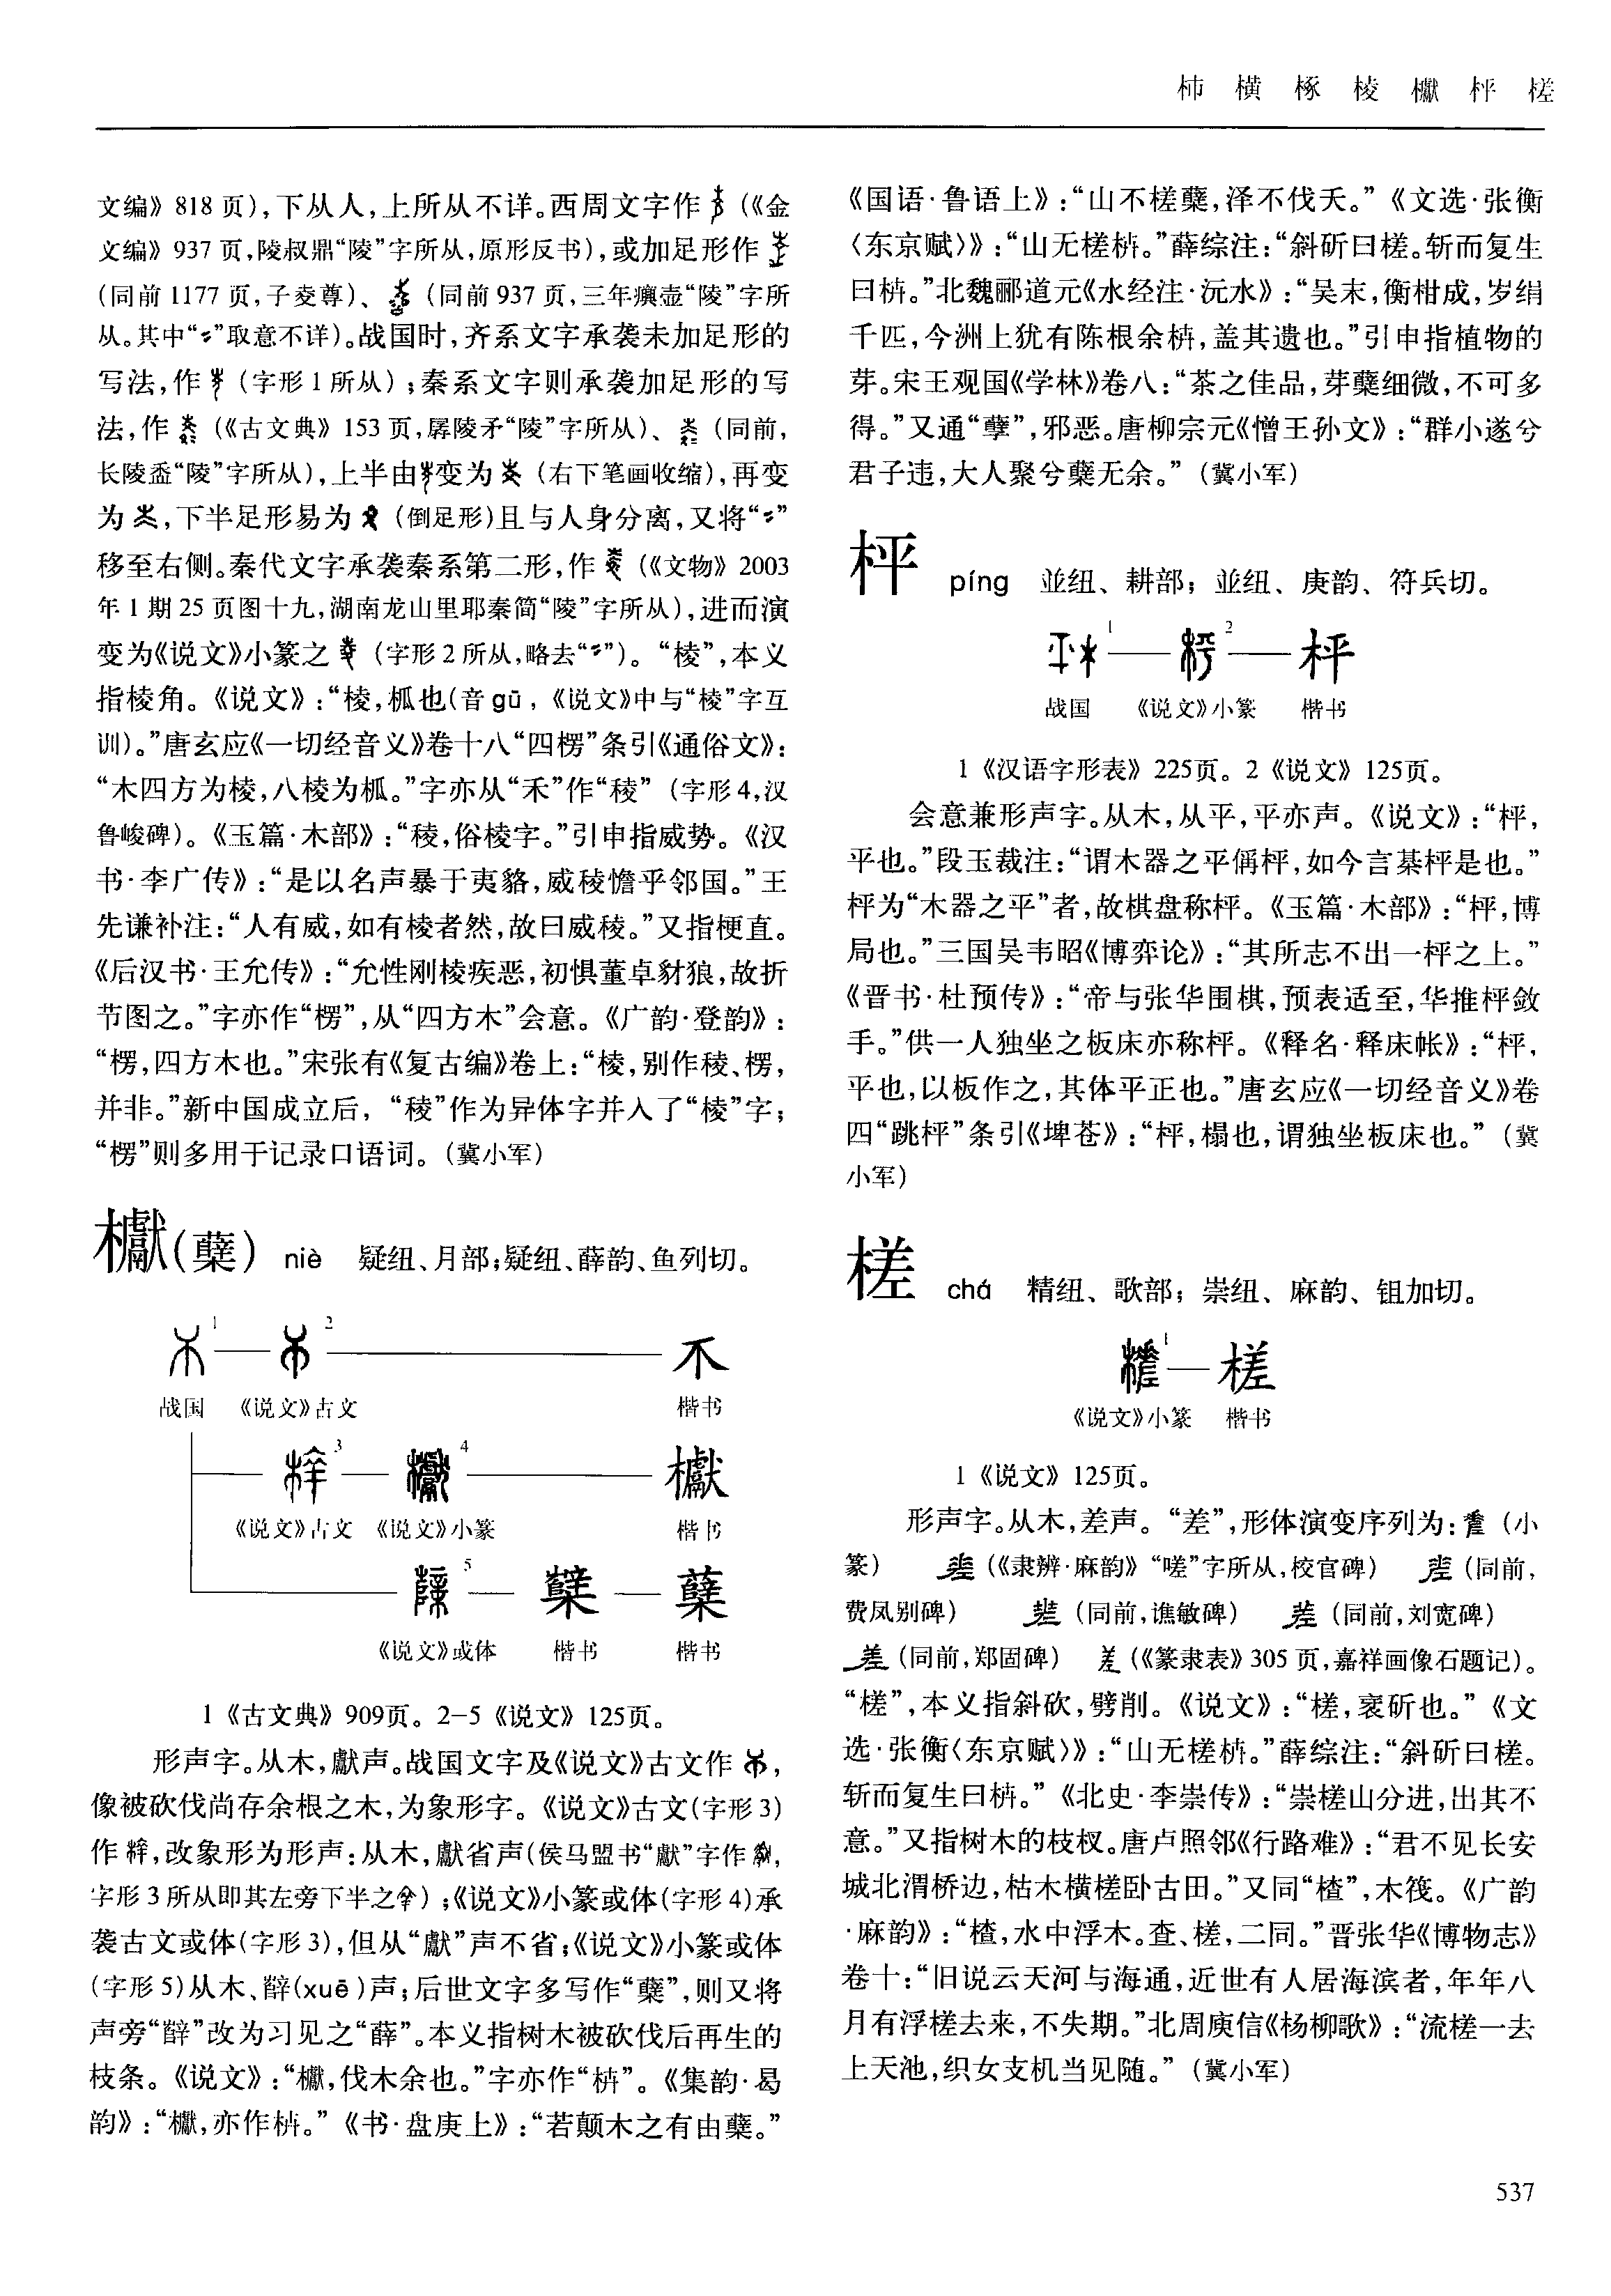 柿 横 椓 棱 櫱 枰 槎
文编》818页),下从人,上所从不详。西周文字作(《金
文编》937页,陵叔鼎“陵”字所从,原形反书),或加足形作
(同前1177页,子夌尊)、(同前937页,三年𤼈壶“陵”字所
从。其中“”取意不详)。战国时,齐系文字承袭未加足形的
写法,作(字形1所从);秦系文字则承袭加足形的写
法,作(《古文典》153页,孱陵矛“陵”字所从)、(同前,
长陵盉“陵”字所从),上半由变为(右下笔画收缩),再变
为,下半足形易为(倒足形)且与人身分离,又将“”
移至右侧。秦代文字承袭秦系第二形,作(《文物》2003
年1期25页图十九,湖南龙山里耶秦简“陵”字所从),进而演
变为《说文》小篆之(字形2所从,略去“”)。“棱”,本义
指棱角。《说文》:“棱,柧也(音gū,《说文》中与“棱”字互
训)。”唐玄应《一切经音义》卷十八“四楞”条引《通俗文》:
“木四方为棱,八棱为柧。”字亦从“禾”作“稜”(字形4,汉
鲁峻碑)。《玉篇·木部》:“稜,俗棱字。”引申指威势。《汉
书·李广传》:“是以名声暴于夷貉,威稜憺乎邻国。”王
先谦补注:“人有威,如有棱者然,故曰威稜。”又指梗直。
《后汉书·王允传》:“允性刚棱疾恶,初惧董卓豺狼,故折
节图之。”字亦作“楞”,从“四方木”会意。《广韵·登韵》:
“楞,四方木也。”宋张有《复古编》卷上:“棱,别作稜、楞,
并非。”新中国成立后,“稜”作为异体字并入了“棱”字;
“楞”则多用于记录口语词。(冀小军)
㰕(蘖) niè 疑纽、月部;疑纽、薛韵、鱼列切。
1 2
战国 《说文》古文 楷书
3 4 㰕
《说文》古文 《说文》小篆 楷书
5 櫱 蘖
《说文》或体 楷书 楷书
1《古文典》909页。2-5《说文》125页。
形声字。从木,獻声。战国文字及《说文》古文作,
像被砍伐尚存余根之木,为象形字。《说文》古文(字形3)
作,改象形为形声:从木,獻省声(侯马盟书“獻”字作,
字形3所从即其左旁下半之);《说文》小篆或体(字形4)承
袭古文或体(字形3),但从“獻”声不省;《说文》小篆或体
(字形5)从木、辥(xuē)声;后世文字多写作“蘖”,则又将
声旁“辥”改为习见之“薛”。本义指树木被砍伐后再生的
枝条。《说文》:“㰕,伐木余也。”字亦作“枿”。《集韵·曷
韵》:“㰕,亦作枿。”《书·盘庚上》:“若颠木之有由蘖。”
《国语·鲁语上》:“山不槎蘖,泽不伐夭。”《文选·张衡
〈东京赋〉》:“山无槎枿。”薛综注:“斜斫曰槎。斩而复生
曰枿。”北魏郦道元《水经注·沅水》:“吴末,衡柑成,岁绢
千匹,今洲上犹有陈根余枿,盖其遗也。”引申指植物的
芽。宋王观国《学林》卷八:“茶之佳品,芽蘖细微,不可多
得。”又通“孽”,邪恶。唐柳宗元《憎王孙文》:“群小遂兮
君子违,大人聚兮蘖无余。”(冀小军)
枰 píng 並纽、耕部;並纽、庚韵、符兵切。
1 2 枰
战国 《说文》小篆 楷书
1《汉语字形表》225页。2《说文》125页。
会意兼形声字。从木,从平,平亦声。《说文》:“枰,
平也。”段玉裁注:“谓木器之平偁枰,如今言棊枰是也。”
枰为“木器之平”者,故棋盘称枰。《玉篇·木部》:“枰,博
局也。”三国吴韦昭《博弈论》:“其所志不出一枰之上。”
《晋书·杜预传》:“帝与张华围棋,预表适至,华推枰敛
手。”供一人独坐之板床亦称枰。《释名·释床帐》:“枰,
平也,以板作之,其体平正也。”唐玄应《一切经音义》卷
四“跳枰”条引《埤苍》:“枰,榻也,谓独坐板床也。”(冀
小军)
槎 chá 精纽、歌部;崇纽、麻韵、钼加切。
1 槎
《说文》小篆 楷书
1《说文》125页。
形声字。从木,差声。“差”,形体演变序列为:(小
篆) (《隶辨·麻韵》“嗟”字所从,校官碑) (同前,
费凤别碑) (同前,谯敏碑) (同前,刘宽碑)
(同前,郑固碑) (《篆隶表》305页,嘉祥画像石题记)。
“槎”,本义指斜砍,劈削。《说文》:“槎,衺斫也。”《文
选·张衡〈东京赋〉》:“山无槎枿。”薛综注:“斜斫曰槎。
斩而复生曰枿。”《北史·李崇传》:“崇槎山分进,出其不
意。”又指树木的枝杈。唐卢照邻《行路难》:“君不见长安
城北渭桥边,枯木横槎卧古田。”又同“楂”,木筏。《广韵
·麻韵》:“楂,水中浮木。查、槎,二同。”晋张华《博物志》
卷十:“旧说云天河与海通,近世有人居海滨者,年年八
月有浮槎去来,不失期。”北周庾信《杨柳歌》:“流槎一去
上天池,织女支机当见随。”(冀小军)
537